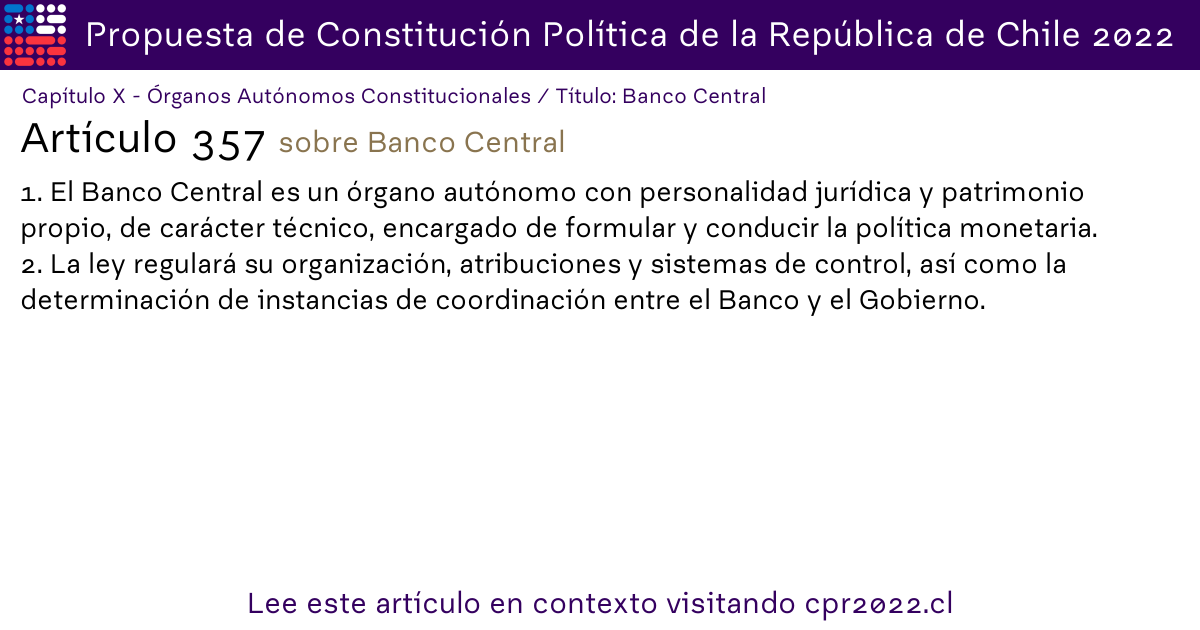 Propuesta de Constitución Política de la República de Chile 2022
Capítulo X - Órganos Autónomos Constitucionales / Título: Banco Central
Artículo 357 sobre Banco Central
1. El Banco Central es un órgano autónomo con personalidad jurídica y patrimonio
propio, de carácter técnico, encargado de formular y conducir la política monetaria.
2. La ley regulará su organización, atribuciones y sistemas de control, así como la
determinación de instancias de coordinación entre el Banco y el Gobierno.
Lee este artículo en contexto visitando cpr2022.cl